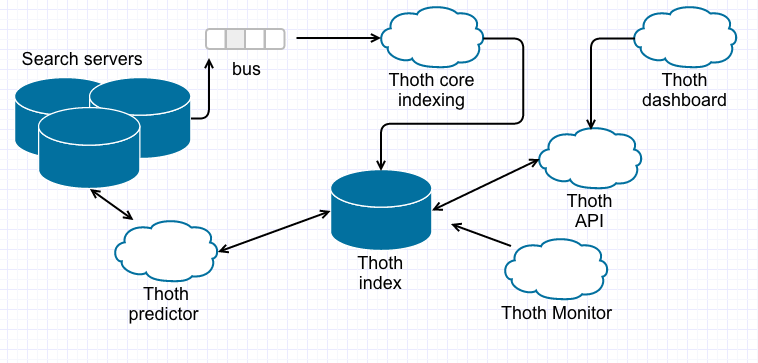 Search servers
bus
Thoth core
indexing
Thoth
dashboard
Thoth
API
Thoth
index
Thoth
predictor
Thoth Monitor